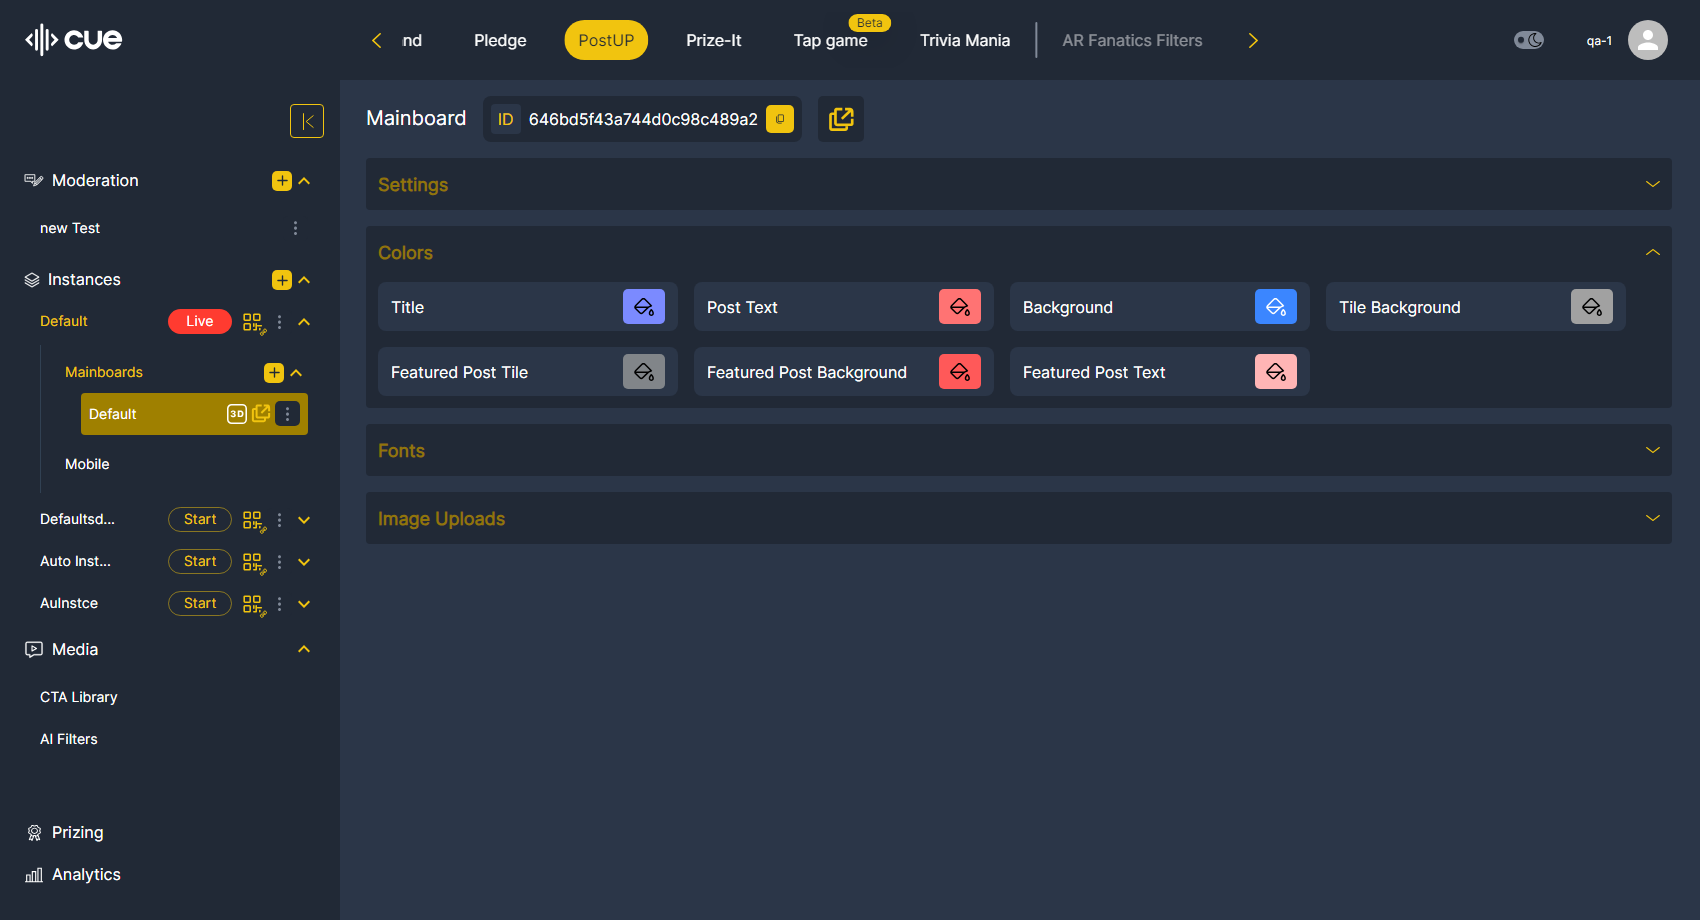 cue
nd
Pledge
PostUP
Prize-It
Beta
Tap game
Trivia Mania
AR Fanatics Filters
qa-1
Moderation
new Test
Instances
Default
Live
Mainboards
Default
3D
Mobile
Defaultsd...
Start
Auto Inst...
Start
AuInstce
Start
Media
CTA Library
AI Filters
Prizing
Analytics
Mainboard
ID
646bd5f43a744d0c98c489a2
Settings
Colors
Title
Post Text
Background
Tile Background
Featured Post Tile
Featured Post Background
Featured Post Text
Fonts
Image Uploads